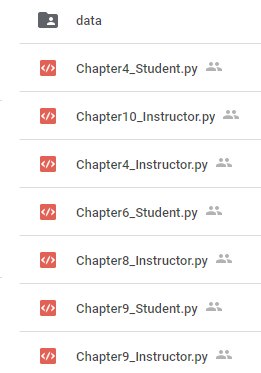 data
Chapter4_Student.py
Chapter10_Instructor.py
Chapter4_Instructor.py
Chapter6_Student.py
Chapter8_Instructor.py
Chapter9_Student.py
Chapter9_Instructor.py